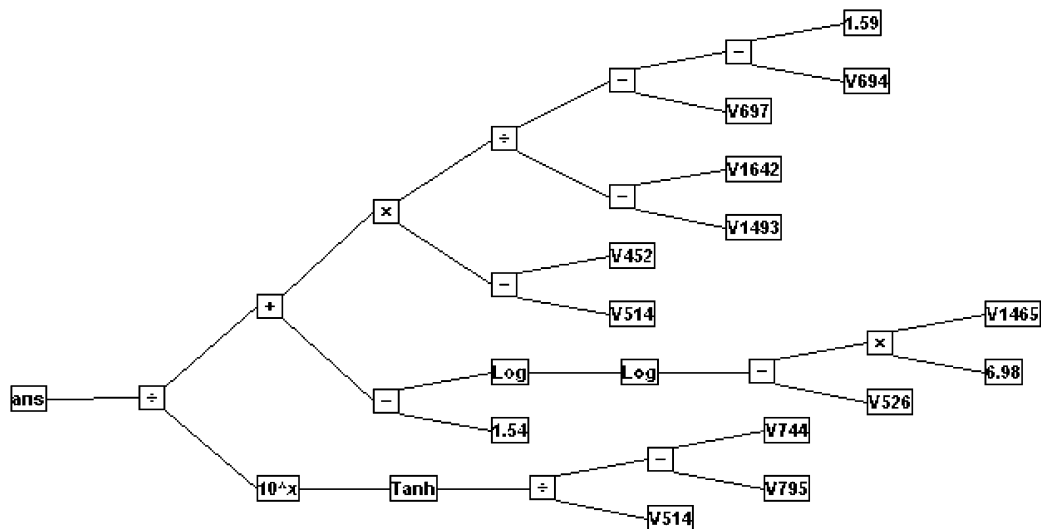 1.59
−
− V694
V697
÷
V1642
−
× V1493
V452
−
+ V514
V1465
×
Log Log − 6.98
ans ÷ − V526
1.54 V744
−
10^x Tanh ÷ V795
V514